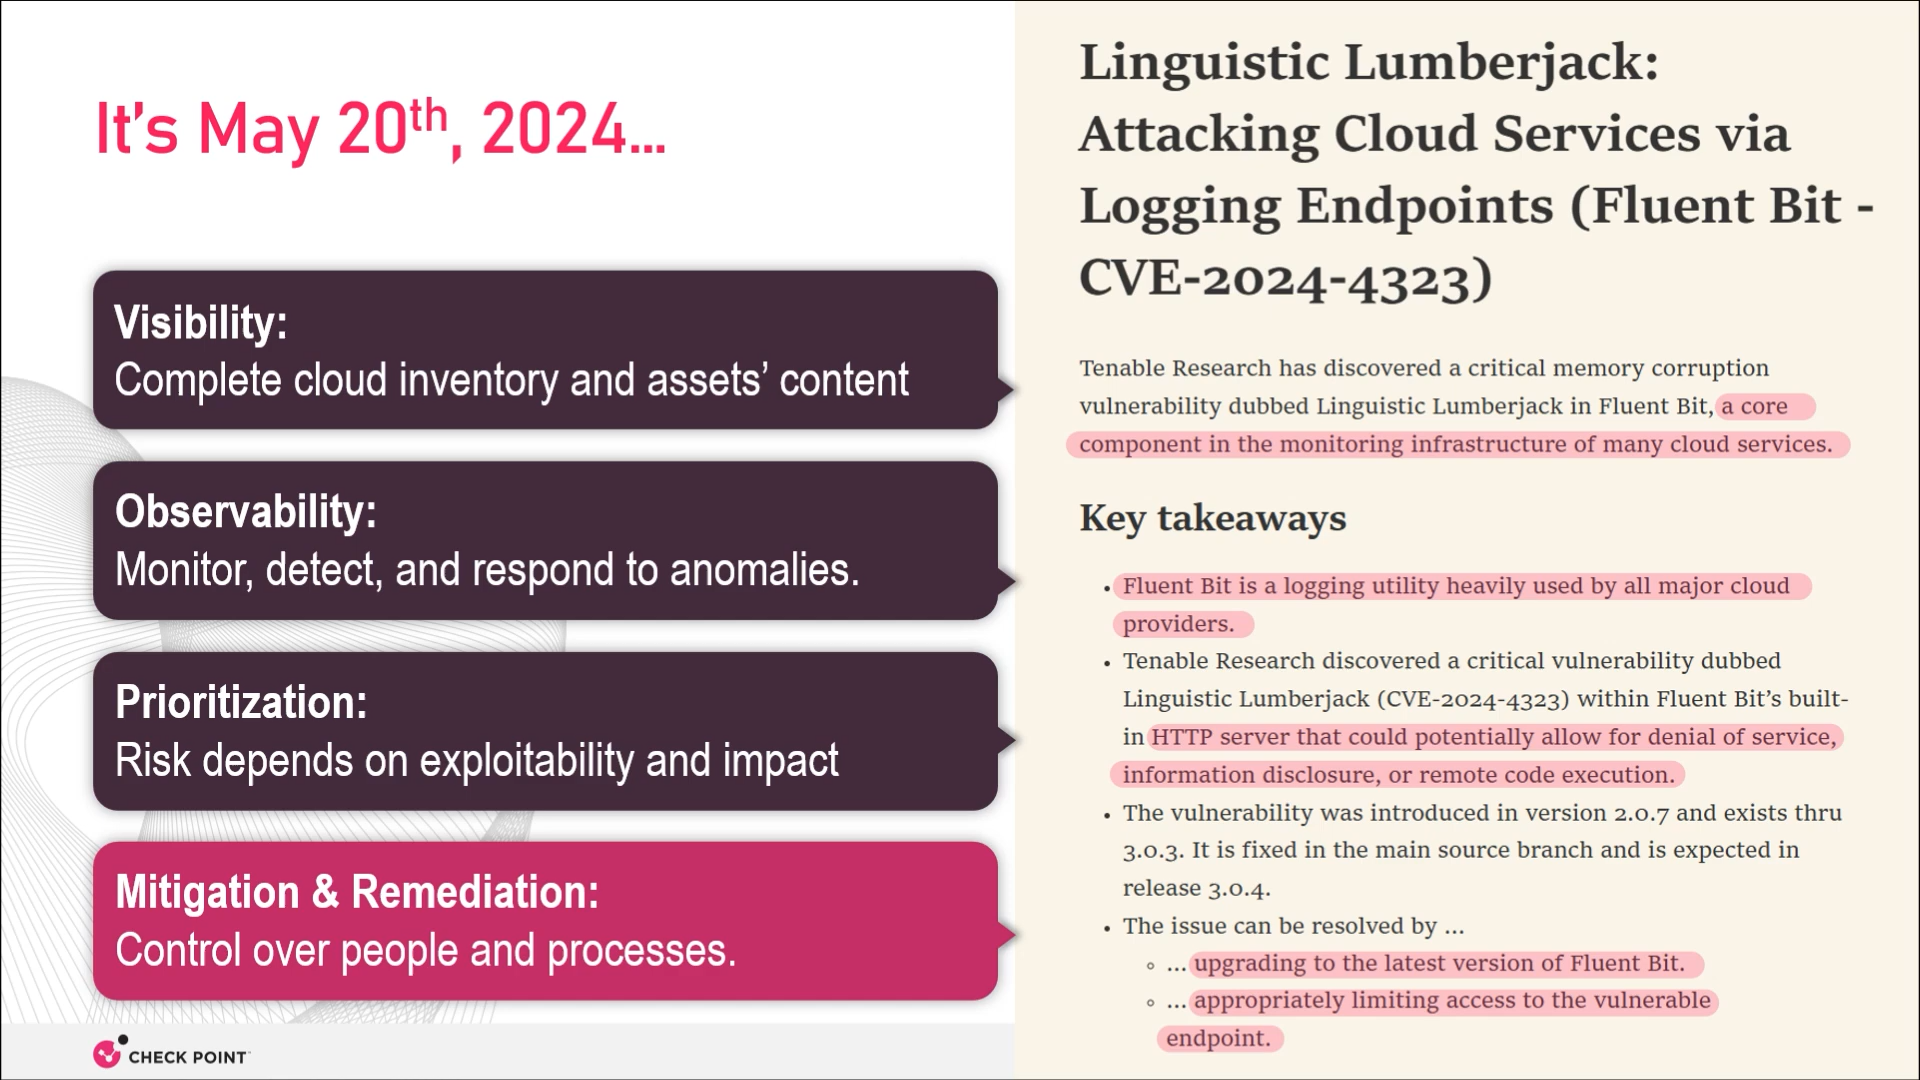 It's May 20th, 2024...
Visibility:
Complete cloud inventory and assets’ content
Observability:
Monitor, detect, and respond to anomalies.
Prioritization:
Risk depends on exploitability and impact
Mitigation & Remediation:
Control over people and processes.
CHECK POINT
Linguistic Lumberjack:
Attacking Cloud Services via
Logging Endpoints (Fluent Bit -
CVE-2024-4323)
Tenable Research has discovered a critical memory corruption
vulnerability dubbed Linguistic Lumberjack in Fluent Bit, a core
component in the monitoring infrastructure of many cloud services.
Key takeaways
• Fluent Bit is a logging utility heavily used by all major cloud
providers.
• Tenable Research discovered a critical vulnerability dubbed
Linguistic Lumberjack (CVE-2024-4323) within Fluent Bit’s built-
in HTTP server that could potentially allow for denial of service,
information disclosure, or remote code execution.
• The vulnerability was introduced in version 2.0.7 and exists thru
3.0.3. It is fixed in the main source branch and is expected in
release 3.0.4.
• The issue can be resolved by ...
◦ ... upgrading to the latest version of Fluent Bit.
◦ ... appropriately limiting access to the vulnerable
endpoint.